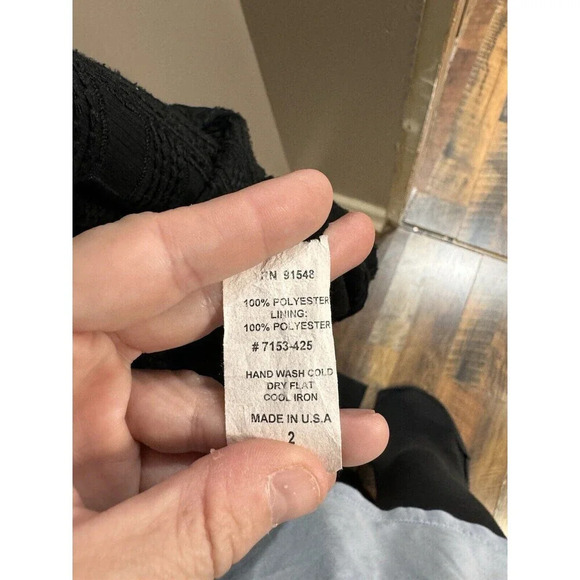 RN 91548
100% POLYESTER
LINING:
100% POLYESTER
# 7153-425
HAND WASH COLD
DRY FLAT
COOL IRON
MADE IN U.S.A
2